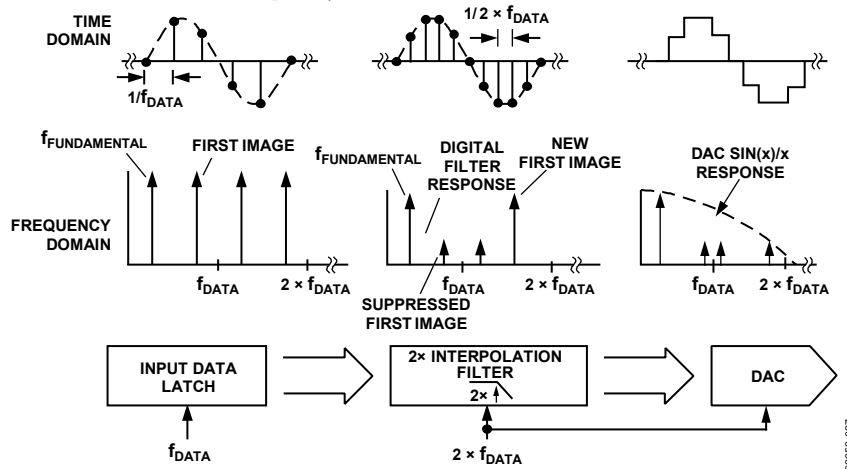 TIME
DOMAIN
1/fDATA
1/2 × fDATA
fFUNDAMENTAL
FIRST IMAGE
fFUNDAMENTAL
DIGITAL
FILTER
RESPONSE
NEW
FIRST IMAGE
DAC SIN(x)/x
RESPONSE
FREQUENCY
DOMAIN
fDATA
2 × fDATA
fDATA
2 × fDATA
fDATA
2 × fDATA
SUPPRESSED
FIRST IMAGE
INPUT DATA
LATCH
2× INTERPOLATION
FILTER
2×
DAC
fDATA
2 × fDATA